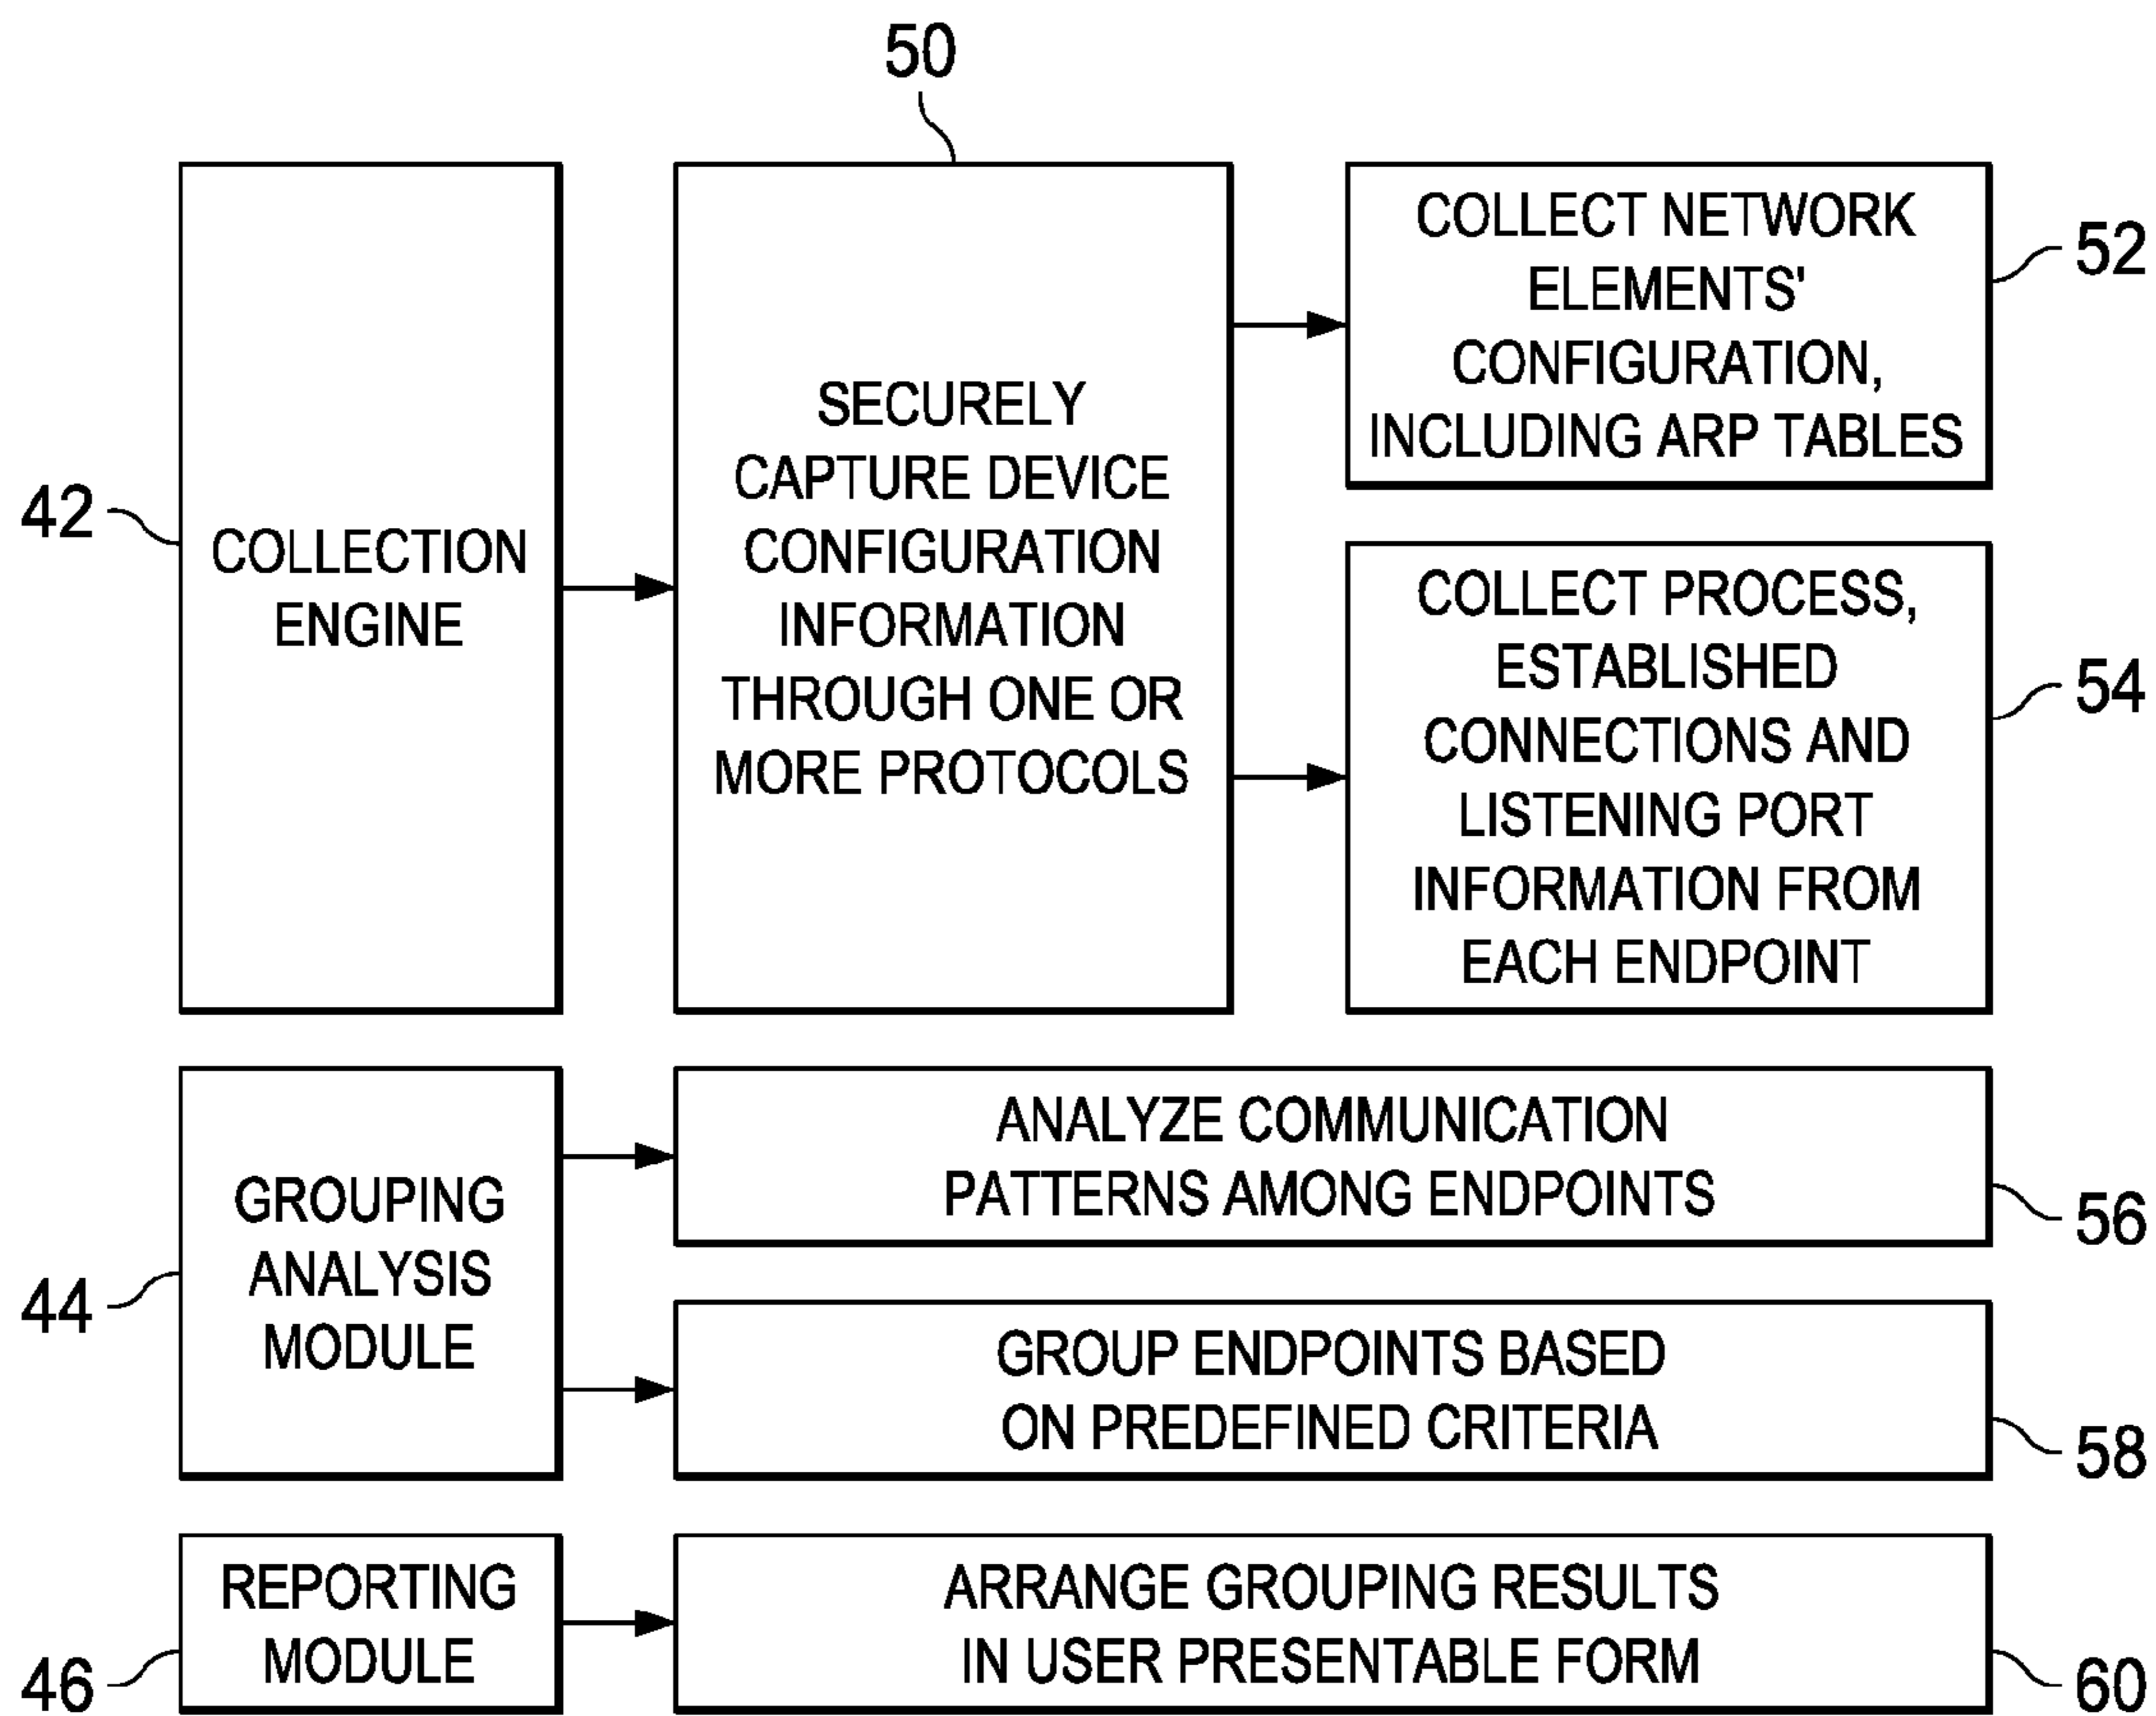 50
42
COLLECTION
ENGINE
SECURELY
CAPTURE DEVICE
CONFIGURATION
INFORMATION
THROUGH ONE OR
MORE PROTOCOLS
COLLECT NETWORK
ELEMENTS'
CONFIGURATION,
INCLUDING ARP TABLES
52
COLLECT PROCESS,
ESTABLISHED
CONNECTIONS AND
LISTENING PORT
INFORMATION FROM
EACH ENDPOINT
54
44
GROUPING
ANALYSIS
MODULE
ANALYZE COMMUNICATION
PATTERNS AMONG ENDPOINTS
56
GROUP ENDPOINTS BASED
ON PREDEFINED CRITERIA
58
46
REPORTING
MODULE
ARRANGE GROUPING RESULTS
IN USER PRESENTABLE FORM
60